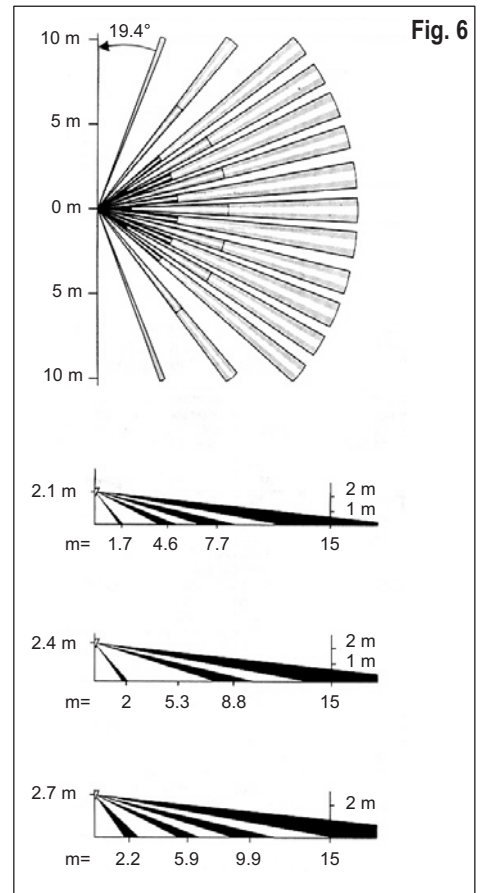 Fig. 6
10 m
19.4°
5 m
0 m
5 m
10 m
2.1 m
2 m
1 m
m= 1.7 4.6 7.7 15
2.4 m
2 m
1 m
m= 2 5.3 8.8 15
2.7 m
2 m
m= 2.2 5.9 9.9 15